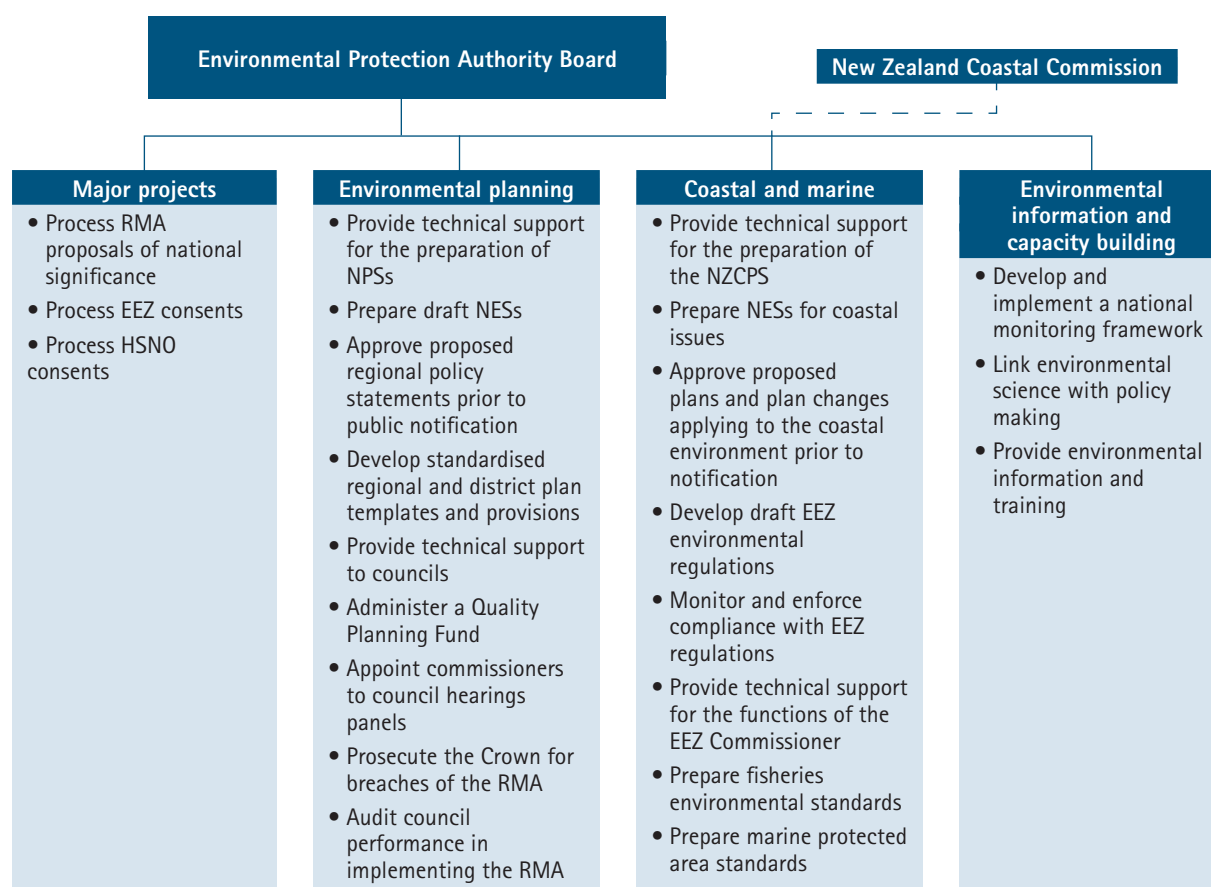 Environmental Protection Authority Board
New Zealand Coastal Commission
Major projects
• Process RMA
proposals of national
significance
• Process EEZ consents
• Process HSNO
consents
Environmental planning
• Provide technical support
for the preparation of
NPSs
• Prepare draft NESs
• Approve proposed
regional policy
statements prior to
public notification
• Develop standardised
regional and district plan
templates and provisions
• Provide technical support
to councils
• Administer a Quality
Planning Fund
• Appoint commissioners
to council hearings
panels
• Prosecute the Crown for
breaches of the RMA
• Audit council
performance in
implementing the RMA
Coastal and marine
• Provide technical support
for the preparation of
the NZCPS
• Prepare NESs for coastal
issues
• Approve proposed
plans and plan changes
applying to the coastal
environment prior to
notification
• Develop draft EEZ
environmental
regulations
• Monitor and enforce
compliance with EEZ
regulations
• Provide technical support
for the functions of the
EEZ Commissioner
• Prepare fisheries
environmental standards
• Prepare marine protected
area standards
Environmental
information and
capacity building
• Develop and
implement a national
monitoring framework
• Link environmental
science with policy
making
• Provide environmental
information and
training